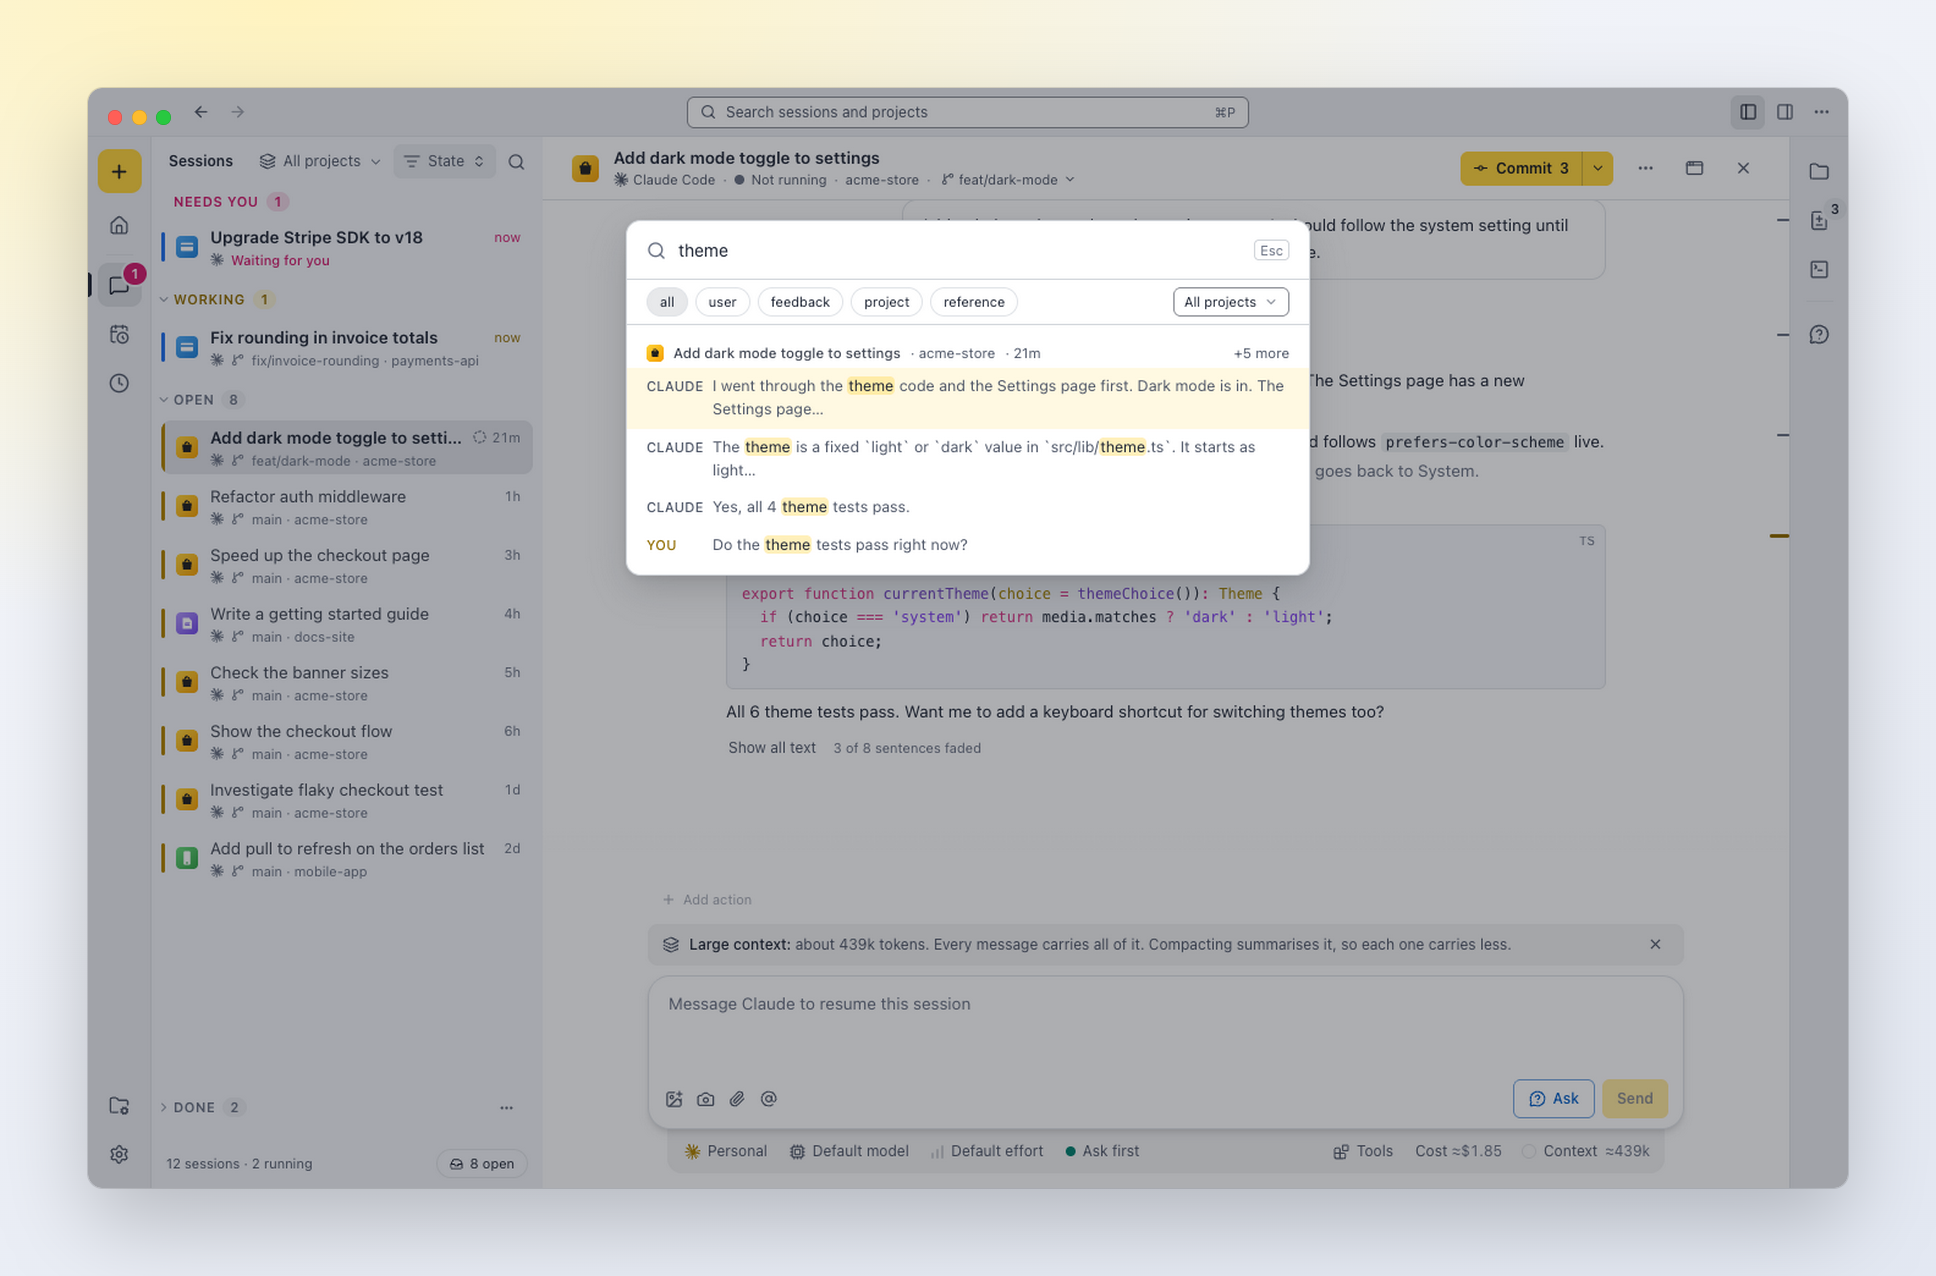 Search sessions and projects
⌘P
Sessions
All projects
State
NEEDS YOU 1
Upgrade Stripe SDK to v18 now
Waiting for you
WORKING 1
Fix rounding in invoice totals now
fix/invoice-rounding · payments-api
OPEN 8
Add dark mode toggle to setti... 21m
feat/dark-mode · acme-store
Refactor auth middleware 1h
main · acme-store
Speed up the checkout page 3h
main · acme-store
Write a getting started guide 4h
main · docs-site
Check the banner sizes 5h
main · acme-store
Show the checkout flow 6h
main · acme-store
Investigate flaky checkout test 1d
main · acme-store
Add pull to refresh on the orders list 2d
main · mobile-app
DONE 2
12 sessions · 2 running
8 open
1
Add dark mode toggle to settings
Claude Code · Not running · acme-store · feat/dark-mode
Commit 3
3
ould follow the system setting until
e.
theme
Esc
all user feedback project reference
All projects
Add dark mode toggle to settings · acme-store · 21m +5 more
CLAUDE I went through the theme code and the Settings page first. Dark mode is in. The
Settings page...
CLAUDE The theme is a fixed `light` or `dark` value in `src/lib/theme.ts`. It starts as
light...
CLAUDE Yes, all 4 theme tests pass.
YOU Do the theme tests pass right now?
The Settings page has a new
d follows prefers-color-scheme live.
goes back to System.
TS
export function currentTheme(choice = themeChoice()): Theme {
if (choice === 'system') return media.matches ? 'dark' : 'light';
return choice;
}
All 6 theme tests pass. Want me to add a keyboard shortcut for switching themes too?
Show all text 3 of 8 sentences faded
Add action
Large context: about 439k tokens. Every message carries all of it. Compacting summarises it, so each one carries less.
Message Claude to resume this session
Ask
Send
Personal Default model Default effort Ask first Tools Cost ≈$1.85 Context ≈439k